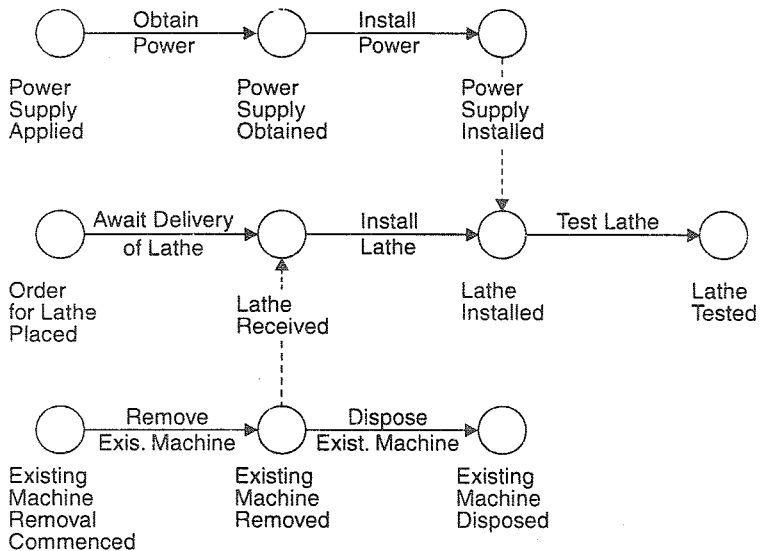 Obtain
Power
Install
Power
Power
Supply
Applied
Power
Supply
Obtained
Power
Supply
Installed
Await Delivery
of Lathe
Install
Lathe
Test Lathe
Order
for Lathe
Placed
Lathe
Received
Lathe
Installed
Lathe
Tested
Remove
Exis. Machine
Dispose
Exist. Machine
Existing
Machine
Removal
Commenced
Existing
Machine
Removed
Existing
Machine
Disposed